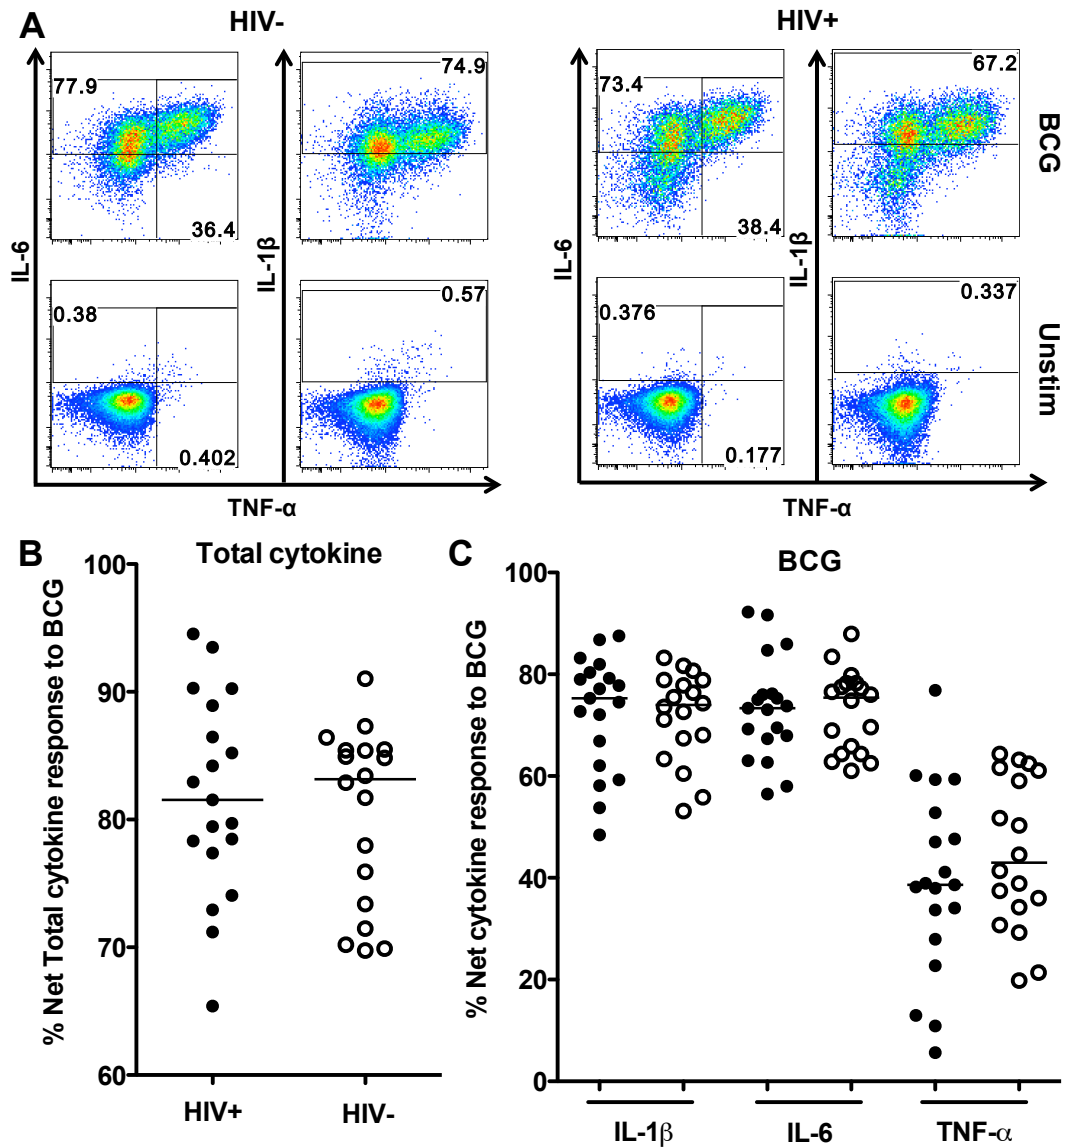 A
HIV-
HIV+
77.9
74.9
73.4
67.2
36.4
38.4
BCG
IL-6
IL-1β
IL-6
IL-1β
0.38
0.57
0.376
0.337
0.402
0.177
Unstim
TNF-α
TNF-α
B
Total cytokine
% Net Total cytokine response to BCG
100
90
80
70
60
HIV+
HIV-
C
BCG
% Net cytokine response to BCG
100
80
60
40
20
0
IL-1β
IL-6
TNF-α